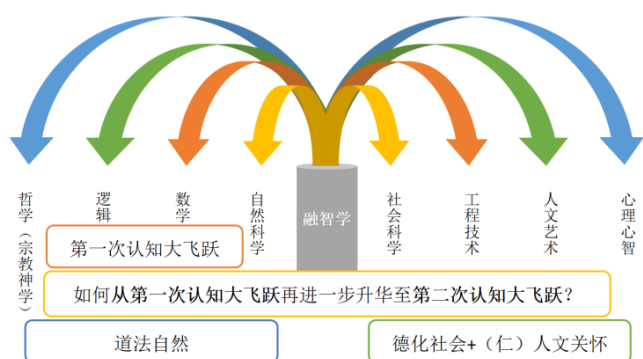 哲学（宗教神学）
逻辑
数学
自然科学
融智学
社会科学
工程技术
人文艺术
心理心智
第一次认知大飞跃
如何从第一次认知大飞跃再进一步升华至第二次认知大飞跃？
道法自然
德化社会+（仁）人文关怀